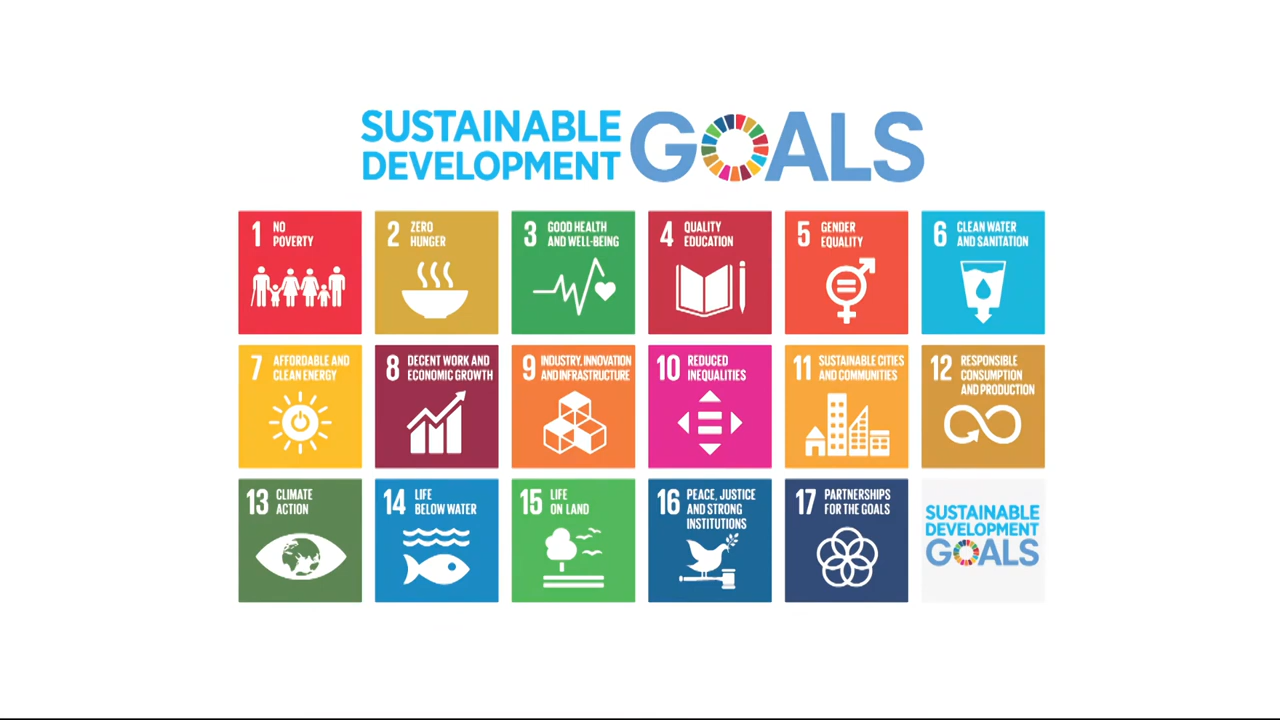 SUSTAINABLE
DEVELOPMENT
GOALS
1 NO
POVERTY
2 ZERO
HUNGER
3 GOOD HEALTH
AND WELL-BEING
4 QUALITY
EDUCATION
5 GENDER
EQUALITY
6 CLEAN WATER
AND SANITATION
7 AFFORDABLE AND
CLEAN ENERGY
8 DECENT WORK AND
ECONOMIC GROWTH
9 INDUSTRY, INNOVATION
AND INFRASTRUCTURE
10 REDUCED
INEQUALITIES
11 SUSTAINABLE CITIES
AND COMMUNITIES
12 RESPONSIBLE
CONSUMPTION
AND PRODUCTION
13 CLIMATE
ACTION
14 LIFE
BELOW WATER
15 LIFE
ON LAND
16 PEACE, JUSTICE
AND STRONG
INSTITUTIONS
17 PARTNERSHIPS
FOR THE GOALS
SUSTAINABLE
DEVELOPMENT
GOALS